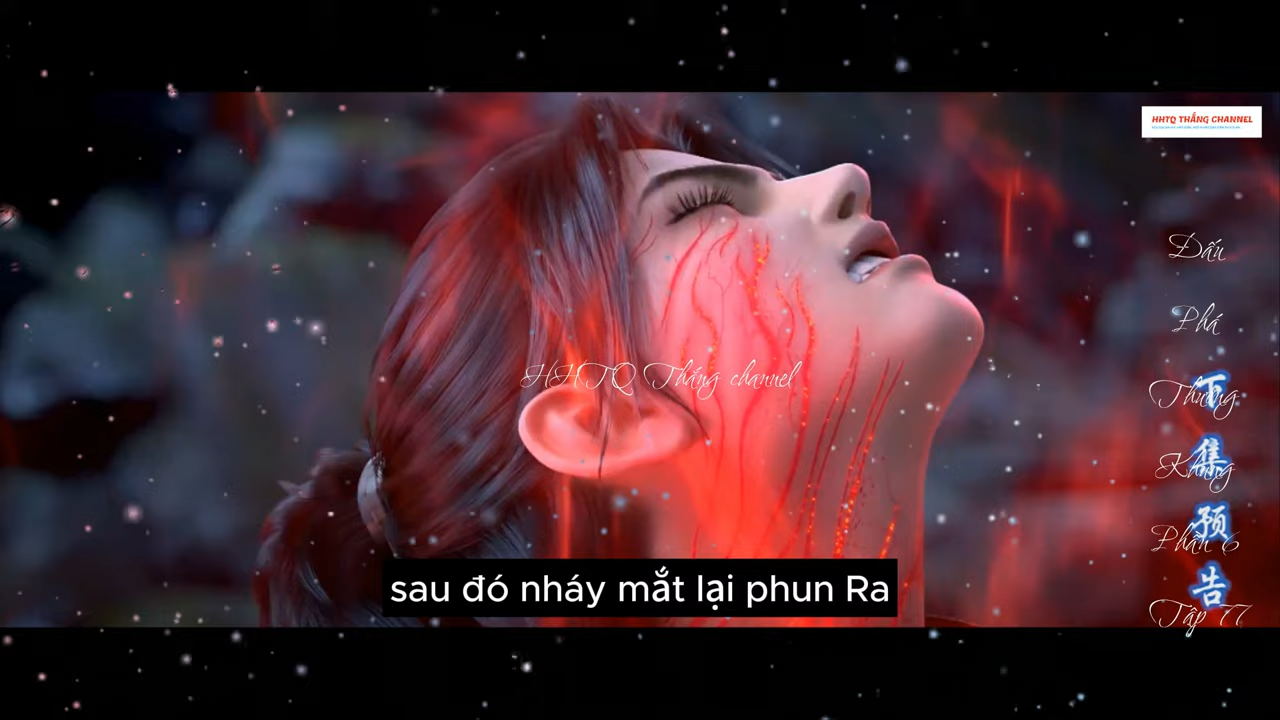 HHTQ THẮNG CHANNEL
Dấu
Phá
Thương
Khung
Phần 6
Tập 77
下集预告
HHTQ Thắng channel
sau đó nháy mắt lại phun Ra